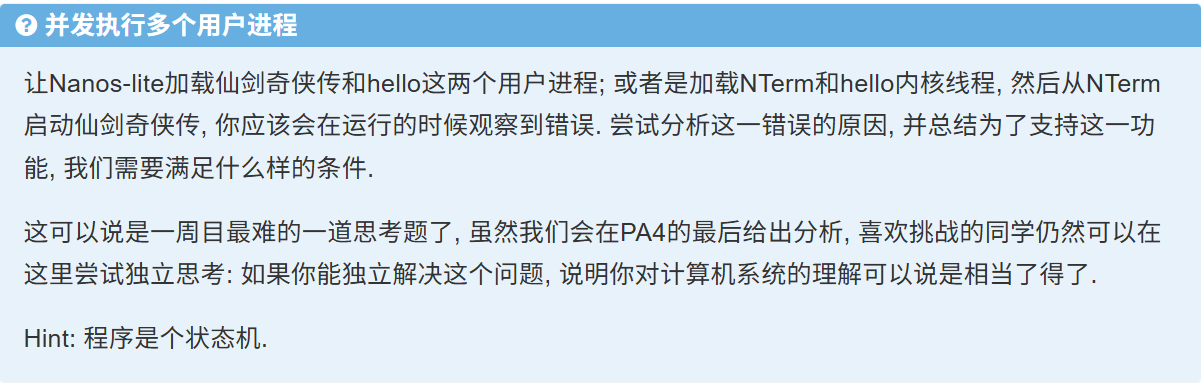 并发执行多个用户进程
让Nanos-lite加载仙剑奇侠传和hello这两个用户进程; 或者是加载NTerm和hello内核线程, 然后从NTerm
启动仙剑奇侠传, 你应该会在运行的时候观察到错误. 尝试分析这一错误的原因, 并总结为了支持这一功
能, 我们需要满足什么样的条件.
这可以说是一周目最难的一道思考题了, 虽然我们会在PA4的最后给出分析, 喜欢挑战的同学仍然可以在
这里尝试独立思考: 如果你能独立解决这个问题, 说明你对计算机系统的理解可以说是相当了得了.
Hint: 程序是个状态机.